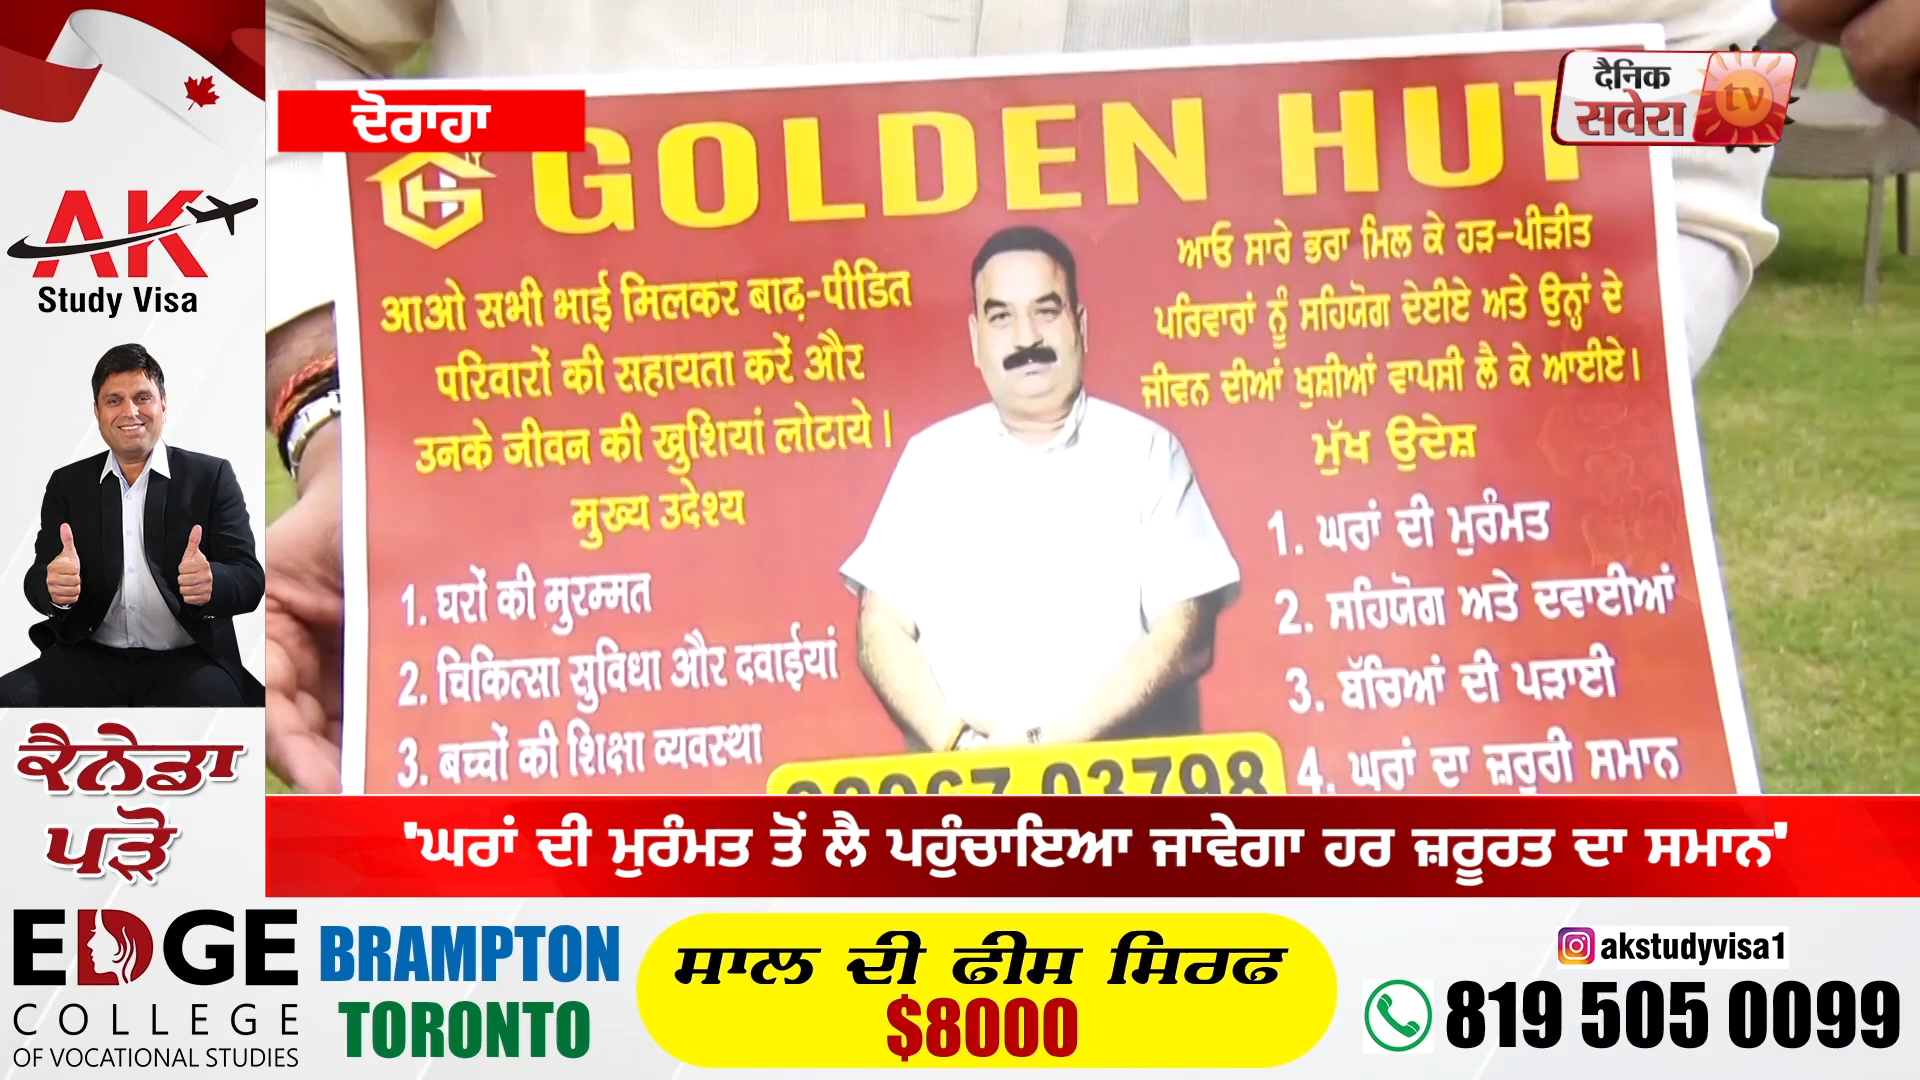 AK
Study Visa
ਕੈਨੇਡਾ
ਪੜੋ
ਦੋਰਾਹਾ
दैनिक
सवेरा
tv
GOLDEN HUT
आओ सभी भाई मिलकर बाढ़-पीडित
परिवारों की सहायता करें और
उनके जीवन की खुशियां लोटाये।
मुख्य उदेश्य
1. घरों की मुरम्मत
2. चिकित्सा सुविधा और दवाईयां
3. बच्चों की शिक्षा व्यवस्था
ਆਓ ਸਾਰੇ ਭਰਾ ਮਿਲ ਕੇ ਹੜ-ਪੀੜੀਤ
ਪਰਿਵਾਰਾਂ ਨੂੰ ਸਹਿਯੋਗ ਦੇਈਏ ਅਤੇ ਉਨ੍ਹਾਂ ਦੇ
ਜੀਵਨ ਦੀਆਂ ਖੁਸ਼ੀਆਂ ਵਾਪਸੀ ਲੈ ਕੇ ਆਈਏ।
ਮੁੱਖ ਉਦੇਸ਼
1. ਘਰਾਂ ਦੀ ਮੁਰੰਮਤ
2. ਸਹਿਯੋਗ ਅਤੇ ਦਵਾਈਆਂ
3. ਬੱਚਿਆਂ ਦੀ ਪੜਾਈ
4. ਘਰਾਂ ਦਾ ਜ਼ਰੂਰੀ ਸਮਾਨ
03798
'ਘਰਾਂ ਦੀ ਮੁਰੰਮਤ ਤੋਂ ਲੈ ਪਹੁੰਚਾਇਆ ਜਾਵੇਗਾ ਹਰ ਜ਼ਰੂਰਤ ਦਾ ਸਮਾਨ'
EDGE
COLLEGE
OF VOCATIONAL STUDIES
BRAMPTON
TORONTO
ਸਾਲ ਦੀ ਫੀਸ ਸਿਰਫ
$8000
akstudyvisa1
819 505 0099